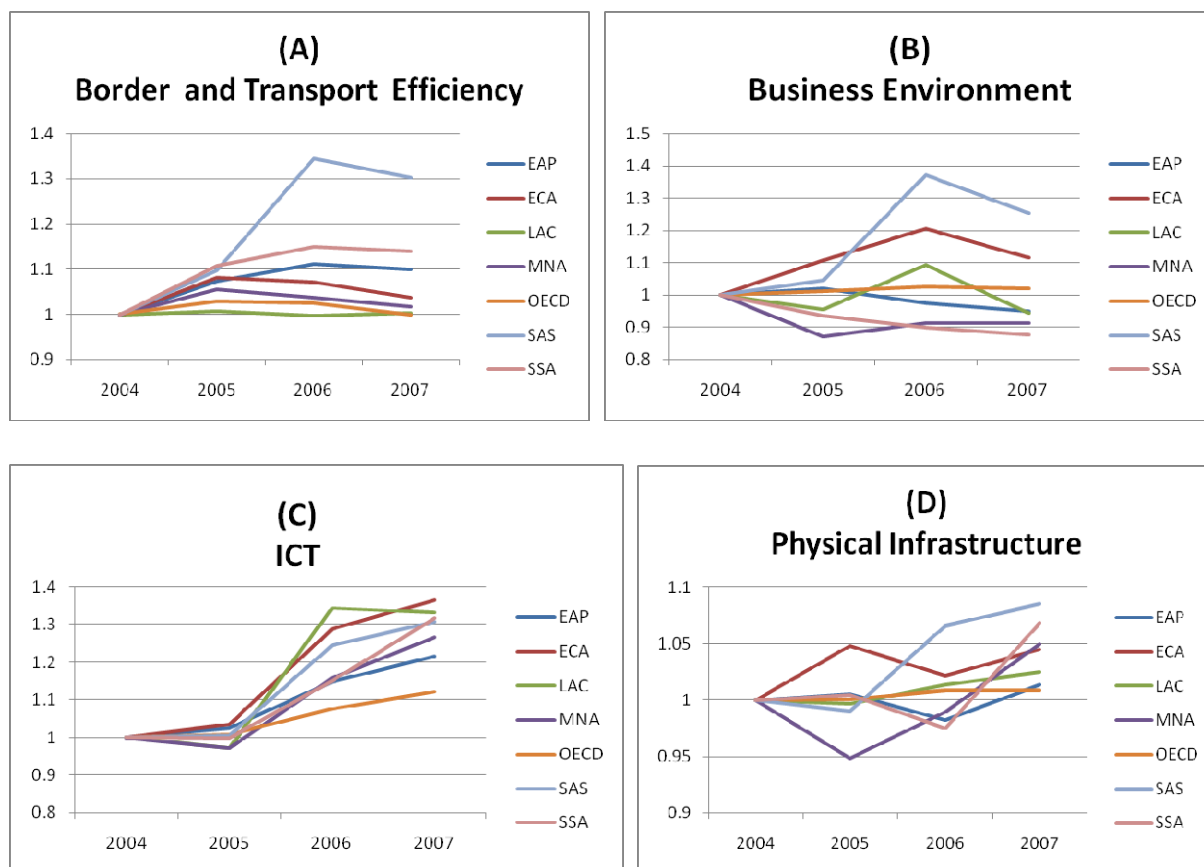 (A)
Border and Transport Efficiency
1.4
1.3
1.2
1.1
1
0.9
2004 2005 2006 2007
EAP
ECA
LAC
MNA
OECD
SAS
SSA
(B)
Business Environment
1.5
1.4
1.3
1.2
1.1
1
0.9
0.8
2004 2005 2006 2007
EAP
ECA
LAC
MNA
OECD
SAS
SSA
(C)
ICT
1.4
1.3
1.2
1.1
1
0.9
0.8
2004 2005 2006 2007
EAP
ECA
LAC
MNA
OECD
SAS
SSA
(D)
Physical Infrastructure
1.1
1.05
1
0.95
0.9
2004 2005 2006 2007
EAP
ECA
LAC
MNA
OECD
SAS
SSA